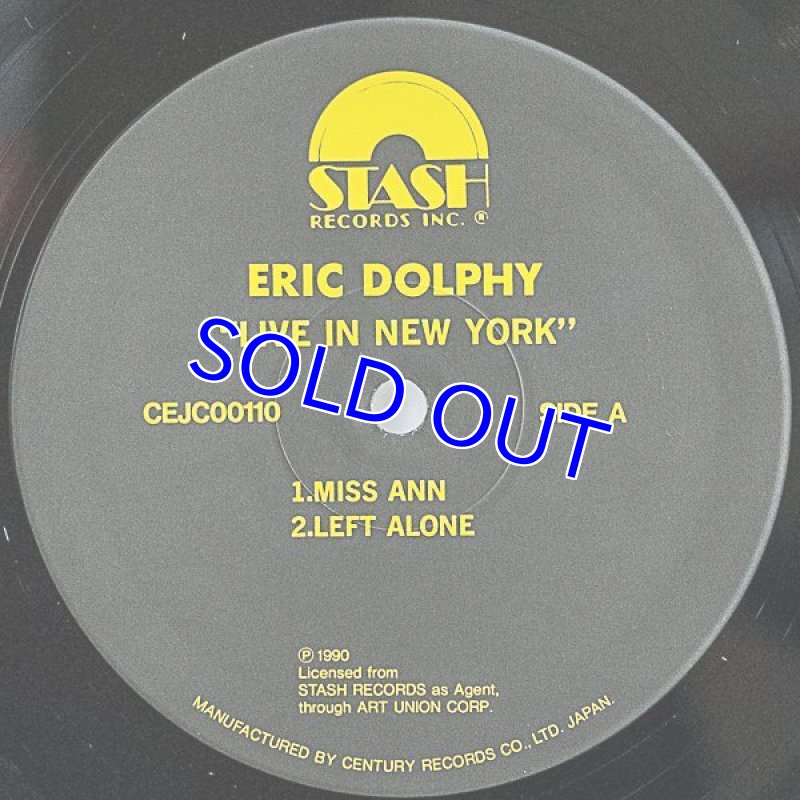 STASH
RECORDS INC. ®
ERIC DOLPHY
"LIVE IN NEW YORK"
SOLD OUT
CEJC00110
SIDE A
1.MISS ANN
2.LEFT ALONE
℗ 1990
Licensed from
STASH RECORDS as Agent,
through ART UNION CORP.
MANUFACTURED BY CENTURY RECORDS CO., LTD. JAPAN.